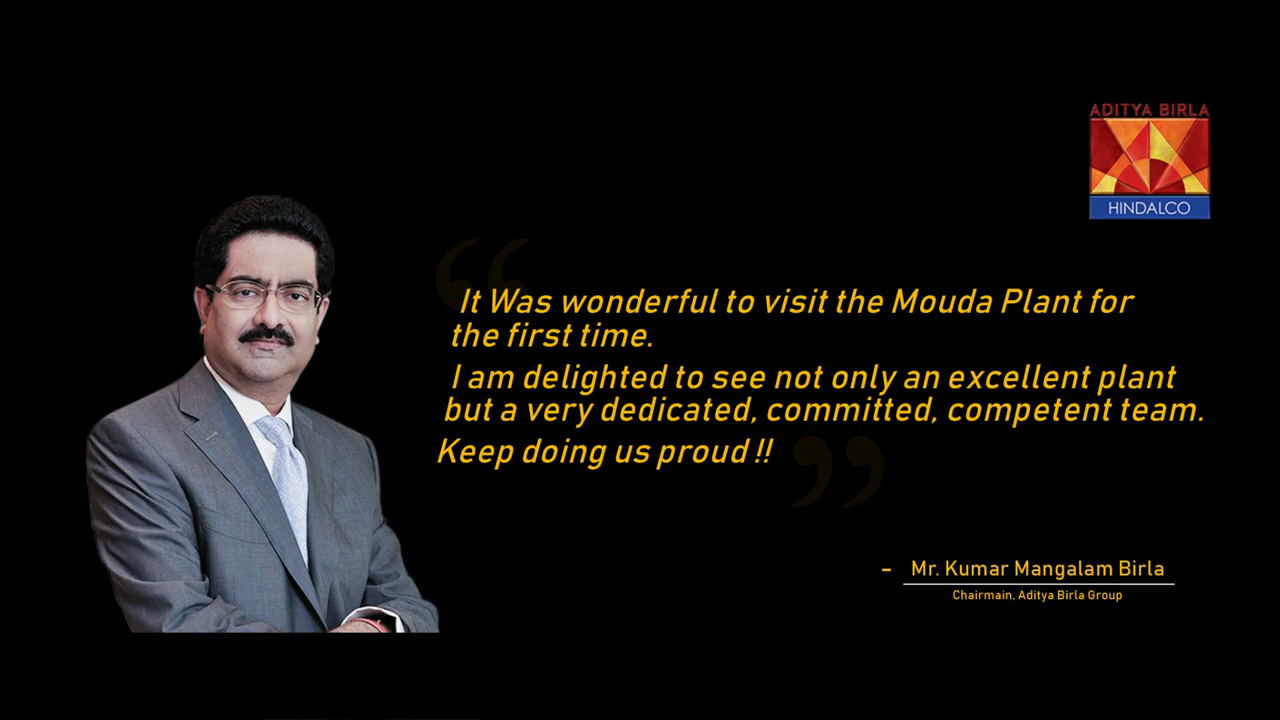 ADITYA BIRLA
HINDALCO
“
It Was wonderful to visit the Mouda Plant for
the first time.
I am delighted to see not only an excellent plant
but a very dedicated, committed, competent team.
Keep doing us proud !!
”
- Mr. Kumar Mangalam Birla
Chairmain, Aditya Birla Group